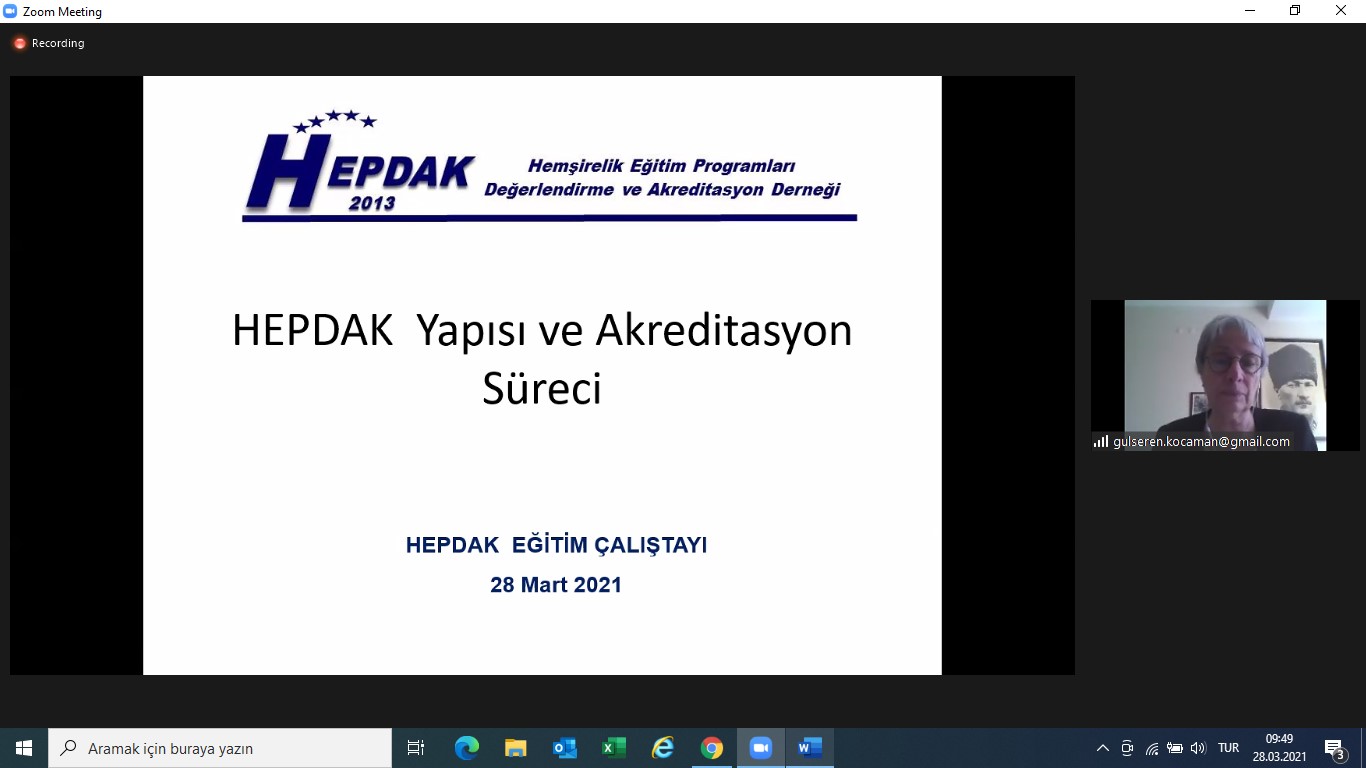 Zoom Meeting
Recording
HEPDAK
2013
Hemşirelik Eğitim Programları
Değerlendirme ve Akreditasyon Derneği
HEPDAK Yapısı ve Akreditasyon
Süreci
HEPDAK EĞİTİM ÇALIŞTAYI
28 Mart 2021
gulseren.kocaman@gmail.com
Aramak için buraya yazın
TUR
09:49
28.03.2021
3